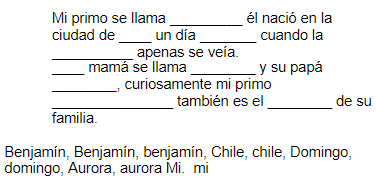 Mi primo se llama _________ él nació en la
ciudad de ____ un día _______ cuando la
__________ apenas se veía.
____ mamá se llama ________ y su papá
________, curiosamente mi primo
_______________ también es el ________ de su
familia.
Benjamín, Benjamín, benjamín, Chile, chile, Domingo,
domingo, Aurora, aurora Mi.  mi